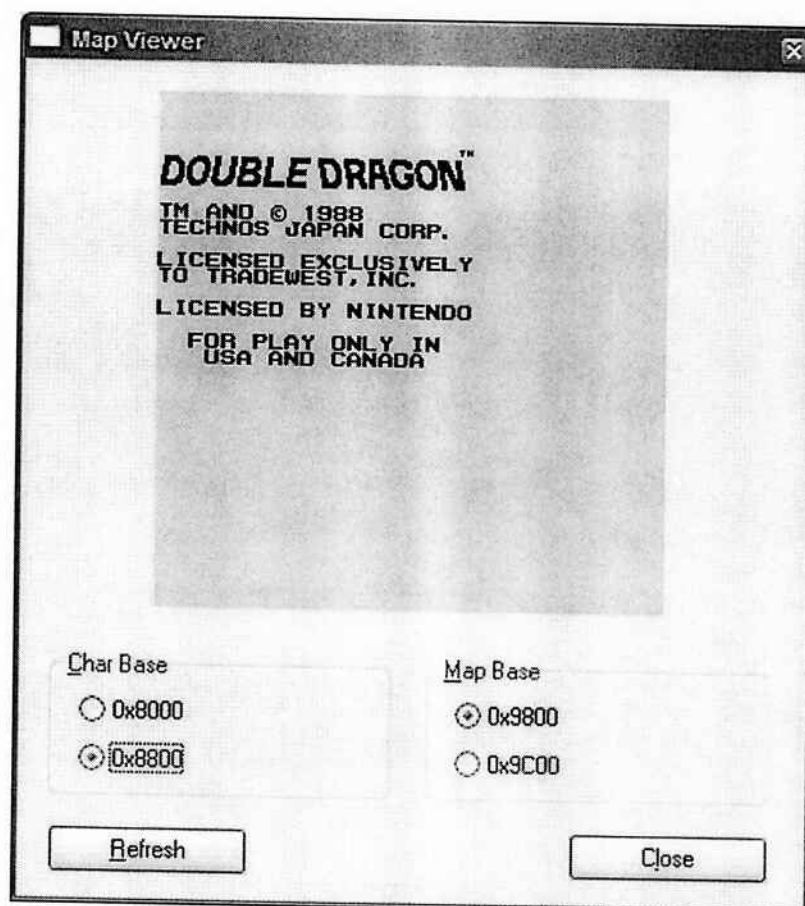 Map Viewer
DOUBLE DRAGON™
TM AND © 1988
TECHNOS JAPAN CORP.
LICENSED EXCLUSIVELY
TO TRADEWEST, INC.
LICENSED BY NINTENDO
FOR PLAY ONLY IN
USA AND CANADA
Char Base
0x8000
0x8800
Map Base
0x9800
0x9C00
Refresh
Close